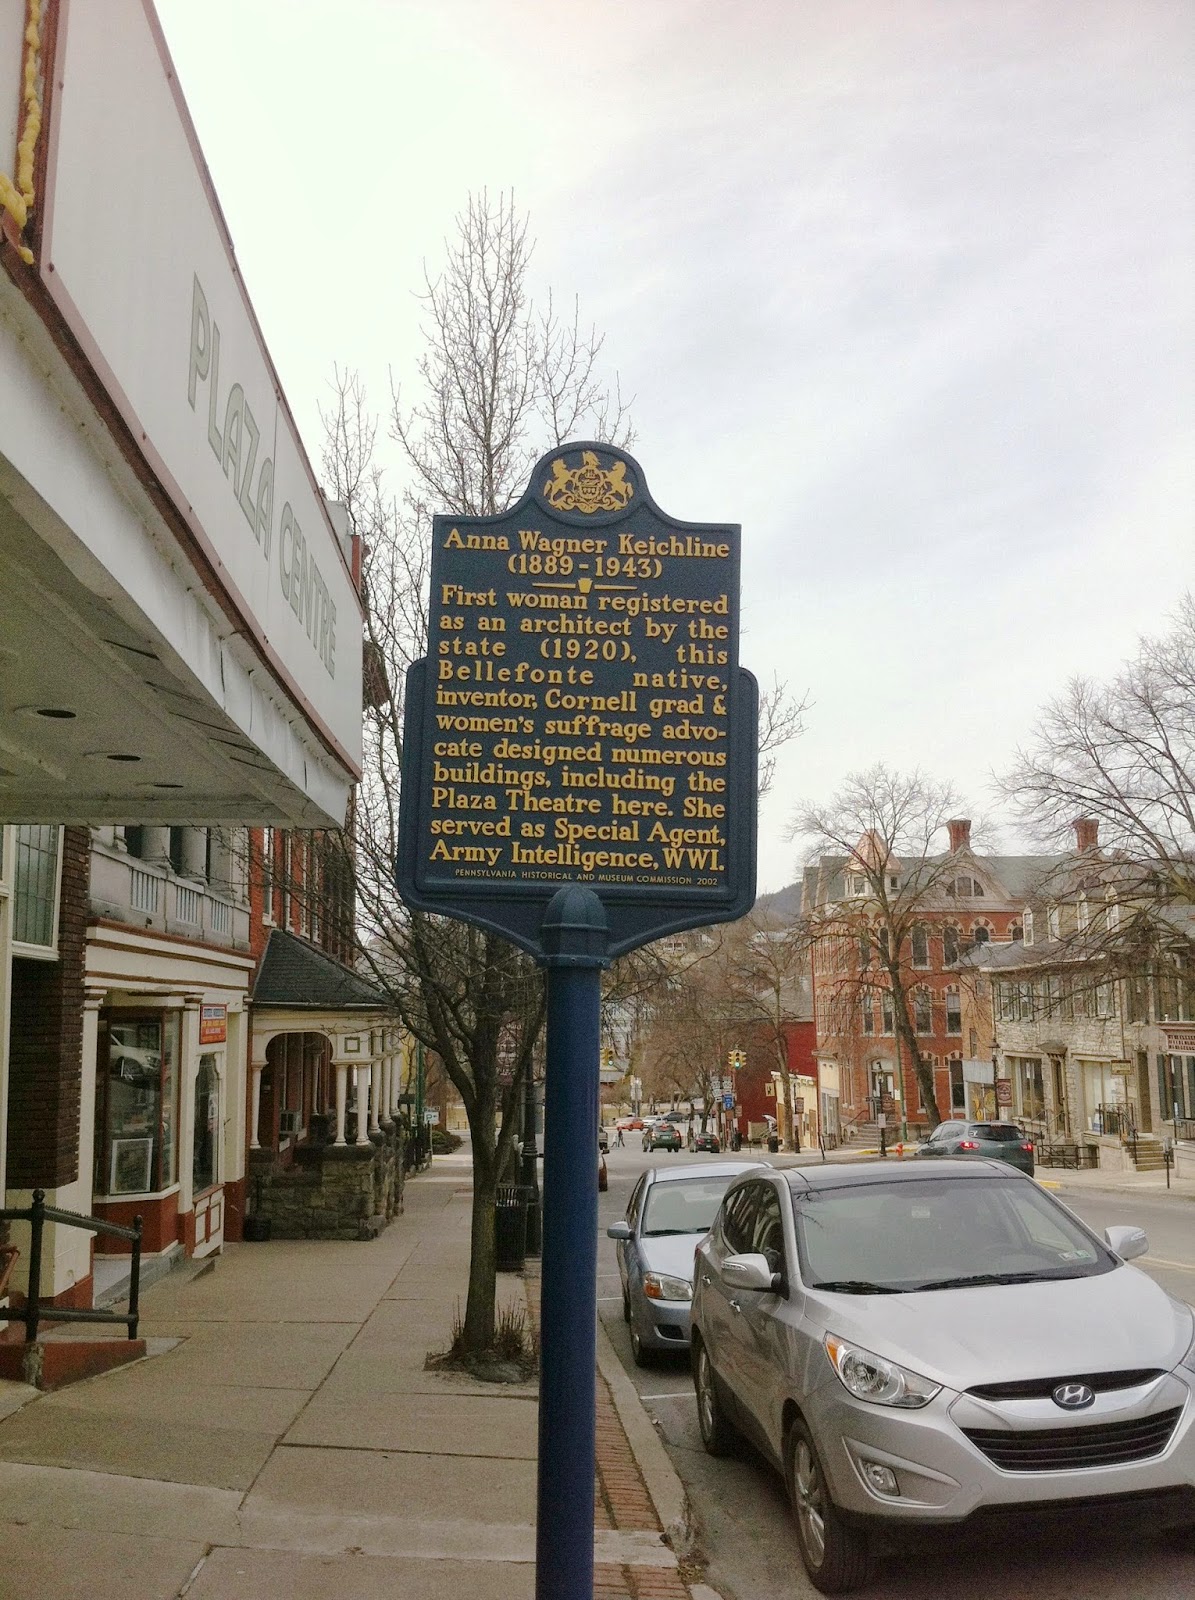 PLAZA CENTRE
Anna Wagner Keichline
(1889-1943)
First woman registered
as an architect by the
state (1920), this
Bellefonte native,
inventor, Cornell grad &
women's suffrage advo-
cate designed numerous
buildings, including the
Plaza Theatre here. She
served as Special Agent,
Army Intelligence, WWI.
PENNSYLVANIA HISTORICAL AND MUSEUM COMMISSION 2002